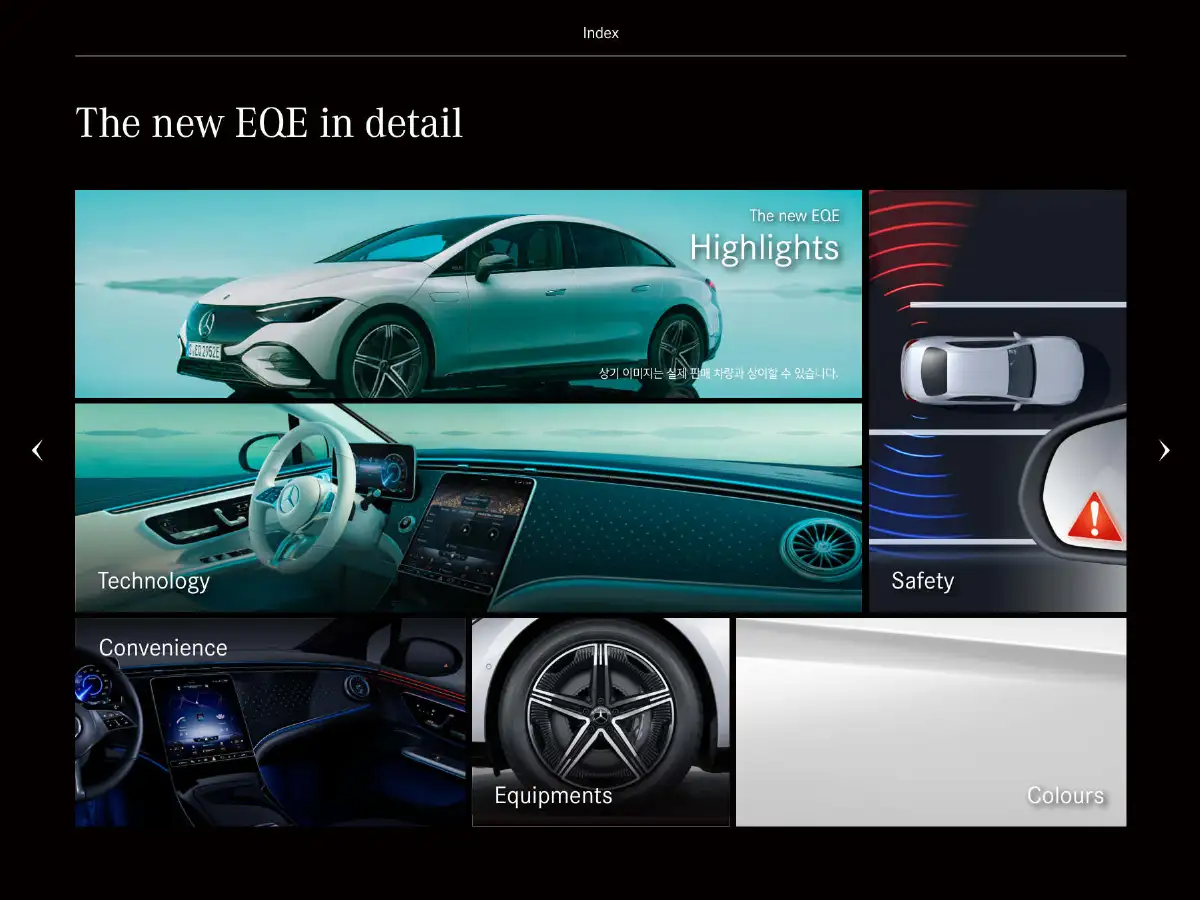 Index
The new EQE in detail
The new EQE
Highlights
상기 이미지는 실제 판매 차량과 상이할 수 있습니다.
Technology
Safety
Convenience
Equipments
Colours